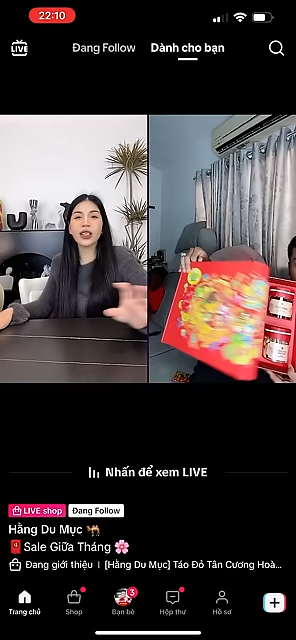 22:10
LIVE
Đang Follow
Dành cho bạn
Nhấn để xem LIVE
LIVE shop
Đang Follow
Hằng Du Mục 🐪
🧧Sale Giữa Tháng 🌸
Đang giới thiệu | [Hằng Du Mục] Táo Đỏ Tân Cương Hoà...
3
Trang chủ
Shop
Bạn bè
Hộp thư
Hồ sơ